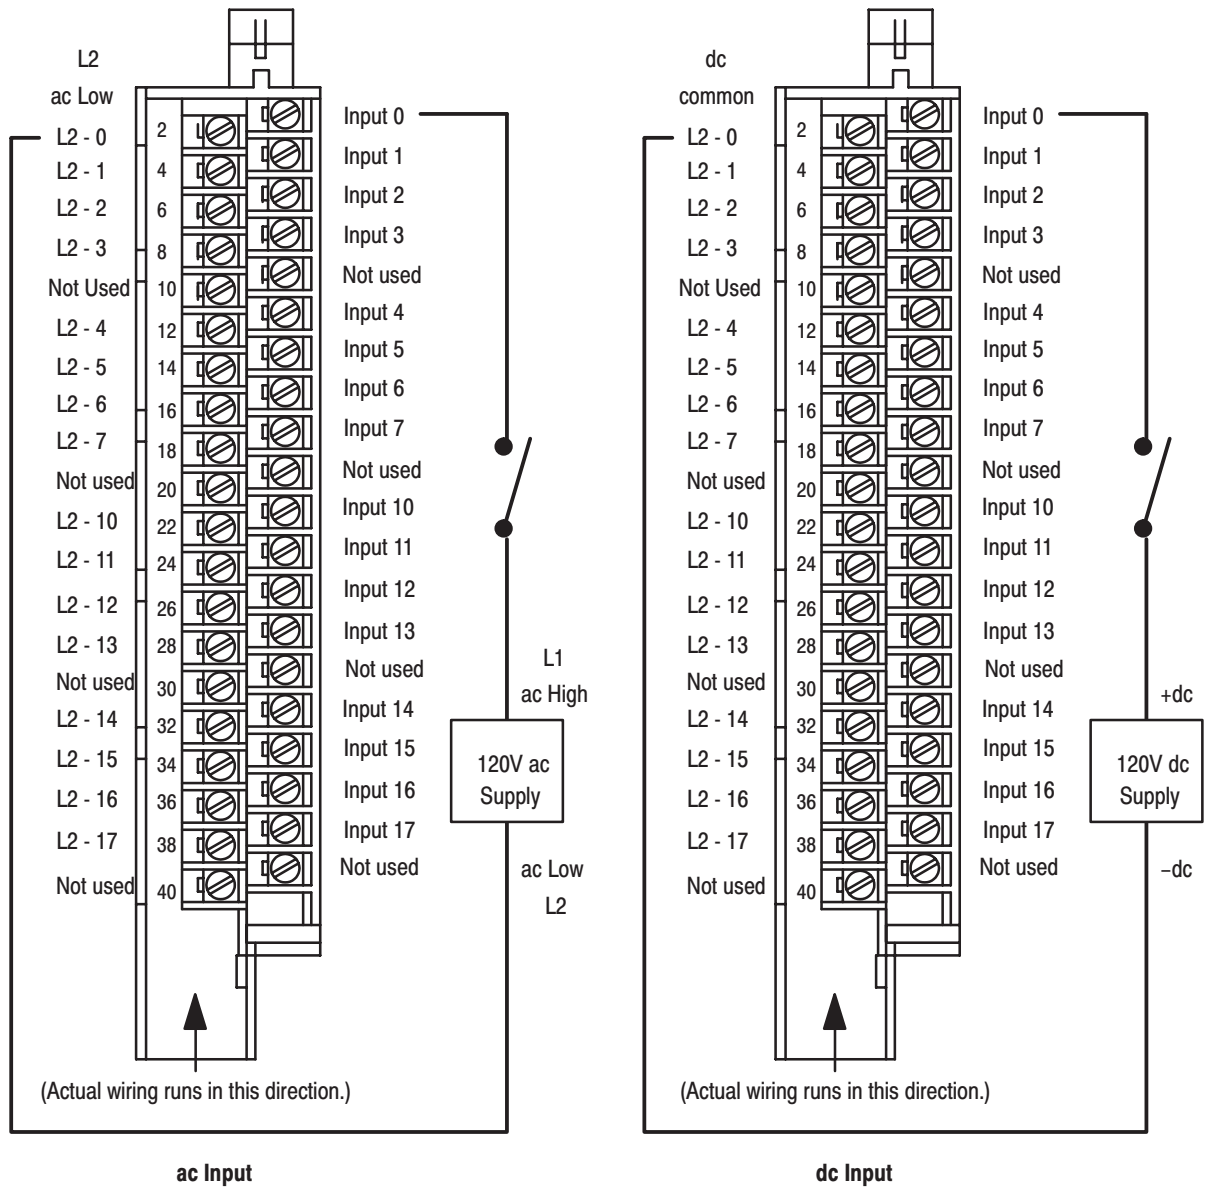 L2
ac Low
L2 - 0
L2 - 1
L2 - 2
L2 - 3
Not Used
L2 - 4
L2 - 5
L2 - 6
L2 - 7
Not used
L2 - 10
L2 - 11
L2 - 12
L2 - 13
Not used
L2 - 14
L2 - 15
L2 - 16
L2 - 17
Not used
2
4
6
8
10
12
14
16
18
20
22
24
26
28
30
32
34
36
38
40
Input 0
Input 1
Input 2
Input 3
Not used
Input 4
Input 5
Input 6
Input 7
Not used
Input 10
Input 11
Input 12
Input 13
Not used
Input 14
Input 15
Input 16
Input 17
Not used
L1
ac High
120V ac
Supply
ac Low
L2
(Actual wiring runs in this direction.)
ac Input
dc
common
L2 - 0
L2 - 1
L2 - 2
L2 - 3
Not Used
L2 - 4
L2 - 5
L2 - 6
L2 - 7
Not used
L2 - 10
L2 - 11
L2 - 12
L2 - 13
Not used
L2 - 14
L2 - 15
L2 - 16
L2 - 17
Not used
2
4
6
8
10
12
14
16
18
20
22
24
26
28
30
32
34
36
38
40
Input 0
Input 1
Input 2
Input 3
Not used
Input 4
Input 5
Input 6
Input 7
Not used
Input 10
Input 11
Input 12
Input 13
Not used
Input 14
Input 15
Input 16
Input 17
Not used
+dc
120V dc
Supply
−dc
(Actual wiring runs in this direction.)
dc Input